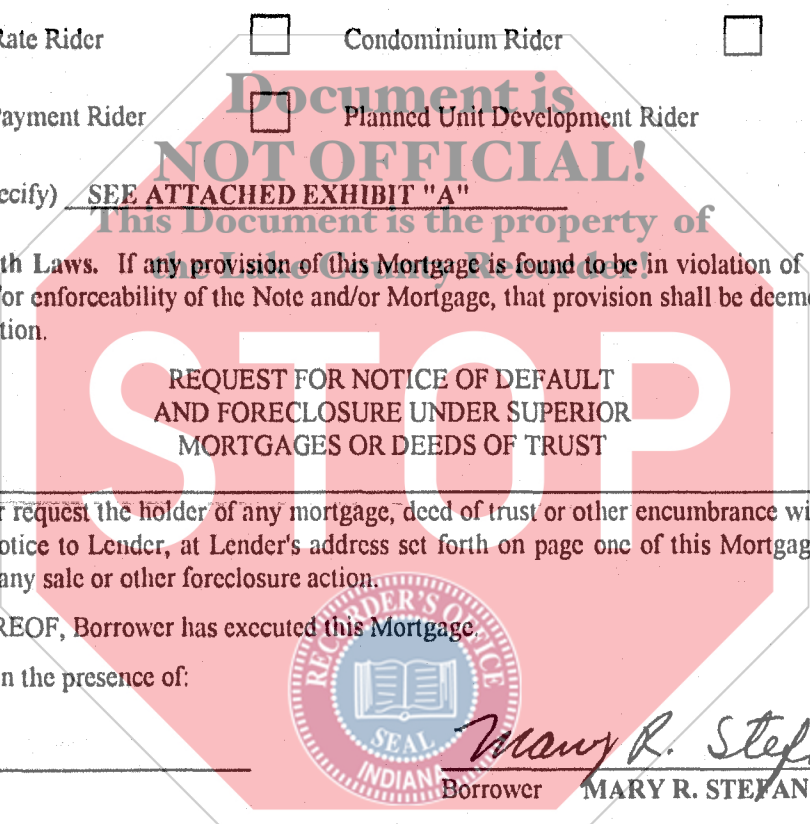 Rate Rider Condominium Rider
Payment Rider Planned Unit Development Rider
Document is
NOT OFFICIAL!
ecify) SEE ATTACHED EXHIBIT "A"
This Document is the property of
the Lake County Recorder!
th Laws. If any provision of this Mortgage is found to be in violation of
for enforceability of the Note and/or Mortgage, that provision shall be deeme
tion.
STOP
REQUEST FOR NOTICE OF DEFAULT
AND FORECLOSURE UNDER SUPERIOR
MORTGAGES OR DEEDS OF TRUST
r request the holder of any mortgage, deed of trust or other encumbrance wi
otice to Lender, at Lender's address set forth on page one of this Mortgag
any sale or other foreclosure action.
REOF, Borrower has executed this Mortgage.
n the presence of:
RECORDER'S OFFICE
SEAL
INDIANA
Mary R. Stef
Borrower MARY R. STEFAN